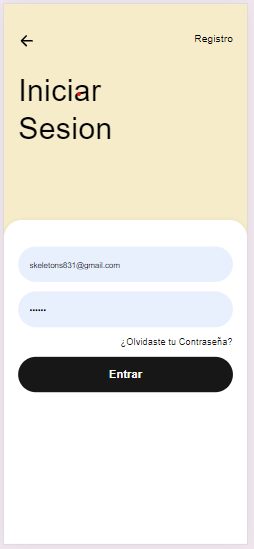 Registro
Iniciar
Sesion
skeletons831@gmail.com
••••••
¿Olvidaste tu Contraseña?
Entrar